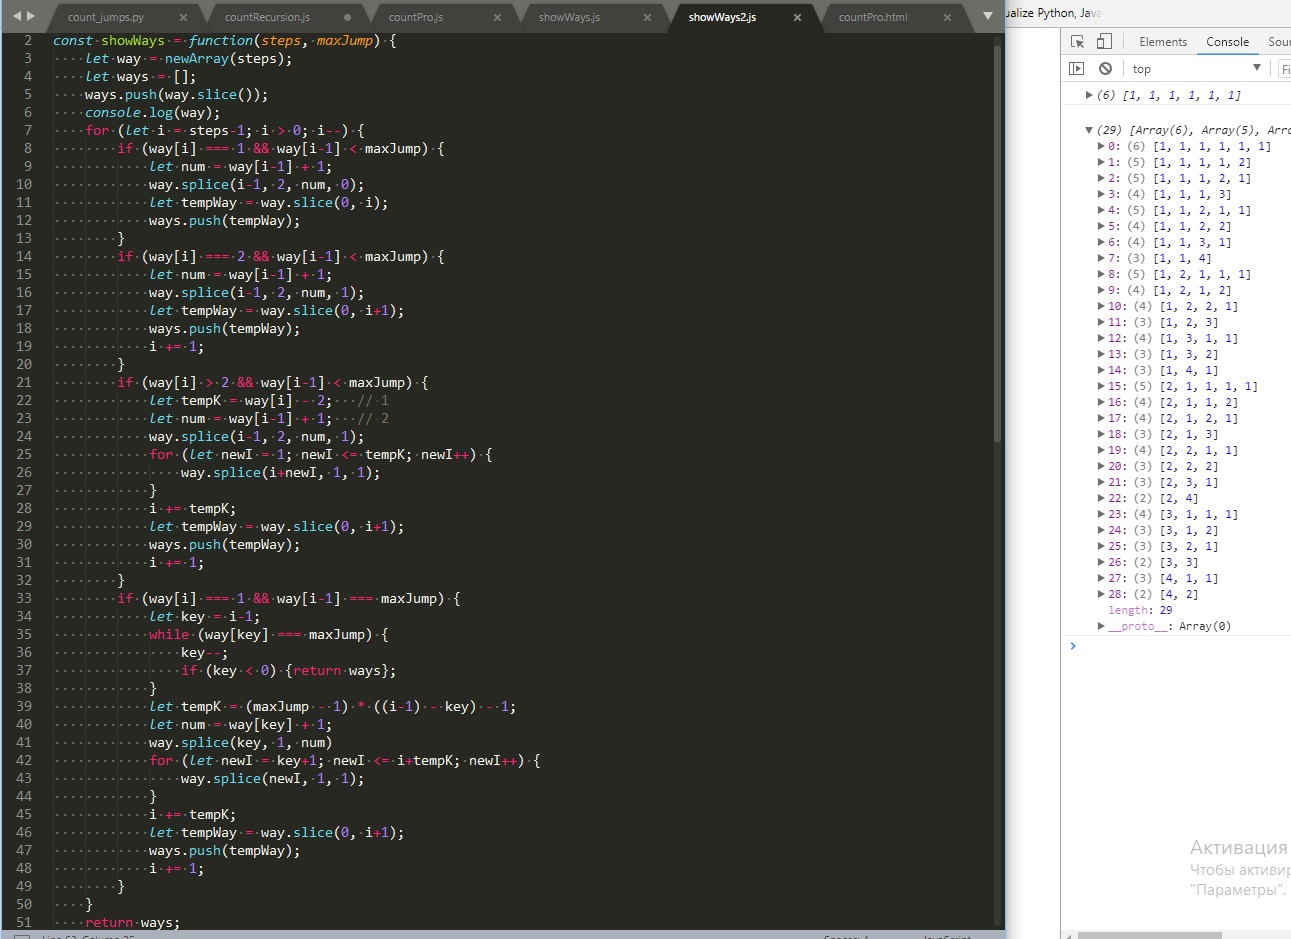 count_jumps.py
countRecursion.js
countPro.js
showWays.js
showWays2.js
countPro.html
2 const showWays = function(steps, maxJump) {
3 let way = newArray(steps);
4 let ways = [];
5 ways.push(way.slice());
6 console.log(way);
7 for (let i = steps-1; i > 0; i--) {
8 if (way[i] === 1 && way[i-1] < maxJump) {
9 let num = way[i-1] + 1;
10 way.splice(i-1, 2, num, 0);
11 let tempWay = way.slice(0, i);
12 ways.push(tempWay);
13 }
14 if (way[i] === 2 && way[i-1] < maxJump) {
15 let num = way[i-1] + 1;
16 way.splice(i-1, 2, num, 1);
17 let tempWay = way.slice(0, i+1);
18 ways.push(tempWay);
19 i += 1;
20 }
21 if (way[i] > 2 && way[i-1] < maxJump) {
22 let tempK = way[i] - 2; // 1
23 let num = way[i-1] + 1; // 2
24 way.splice(i-1, 2, num, 1);
25 for (let newI = 1; newI <= tempK; newI++) {
26 way.splice(i+newI, 1, 1);
27 }
28 i += tempK;
29 let tempWay = way.slice(0, i+1);
30 ways.push(tempWay);
31 i += 1;
32 }
33 if (way[i] === 1 && way[i-1] === maxJump) {
34 let key = i-1;
35 while (way[key] === maxJump) {
36 key--;
37 if (key < 0) {return ways};
38 }
39 let tempK = (maxJump - 1) * ((i-1) - key) - 1;
40 let num = way[key] + 1;
41 way.splice(key, 1, num)
42 for (let newI = key+1; newI <= i+tempK; newI++) {
43 way.splice(newI, 1, 1);
44 }
45 i += tempK;
46 let tempWay = way.slice(0, i+1);
47 ways.push(tempWay);
48 i += 1;
49 }
50 }
51 return ways;
ualize Python, Java
Elements Console Sour
top Fi
(6) [1, 1, 1, 1, 1, 1]
(29) [Array(6), Array(5), Arra
0: (6) [1, 1, 1, 1, 1, 1]
1: (5) [1, 1, 1, 1, 2]
2: (5) [1, 1, 1, 2, 1]
3: (4) [1, 1, 1, 3]
4: (5) [1, 1, 2, 1, 1]
5: (4) [1, 1, 2, 2]
6: (4) [1, 1, 3, 1]
7: (3) [1, 1, 4]
8: (5) [1, 2, 1, 1, 1]
9: (4) [1, 2, 1, 2]
10: (4) [1, 2, 2, 1]
11: (3) [1, 2, 3]
12: (4) [1, 3, 1, 1]
13: (3) [1, 3, 2]
14: (3) [1, 4, 1]
15: (5) [2, 1, 1, 1, 1]
16: (4) [2, 1, 1, 2]
17: (4) [2, 1, 2, 1]
18: (3) [2, 1, 3]
19: (4) [2, 2, 1, 1]
20: (3) [2, 2, 2]
21: (3) [2, 3, 1]
22: (2) [2, 4]
23: (4) [3, 1, 1, 1]
24: (3) [3, 1, 2]
25: (3) [3, 2, 1]
26: (2) [3, 3]
27: (3) [4, 1, 1]
28: (2) [4, 2]
length: 29
__proto__: Array(0)
Активация
Чтобы активир
"Параметры".